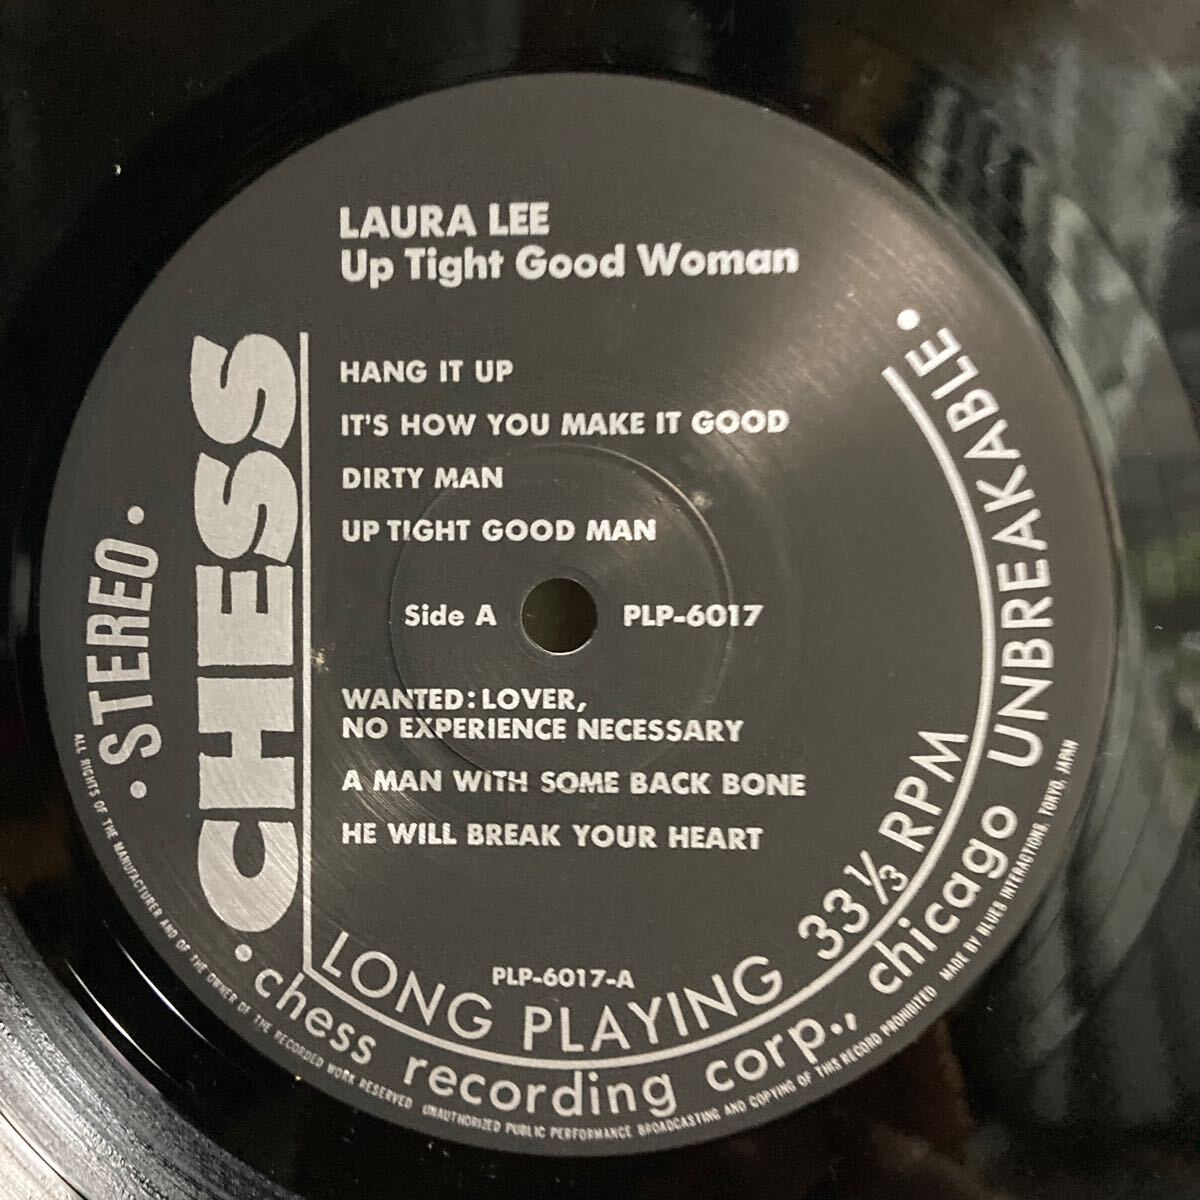 LAURA LEE
Up Tight Good Woman
HANG IT UP
IT'S HOW YOU MAKE IT GOOD
DIRTY MAN
UP TIGHT GOOD MAN
Side A PLP-6017
WANTED: LOVER,
NO EXPERIENCE NECESSARY
A MAN WITH SOME BACK BONE
HE WILL BREAK YOUR HEART
PLP-6017-A
• STEREO •
CHESS
LONG PLAYING 33⅓ RPM
• chess recording corp., chicago UNBREAKABLE. •
ALL RIGHTS OF THE MANUFACTURER AND OF THE OWNER OF THE RECORDED WORK RESERVED UNAUTHORIZED PUBLIC PERFORMANCE BROADCASTING AND COPYING OF THIS RECORD PROHIBITED MADE BY BLUES INTERACTIONS, TOKYO, JAPAN